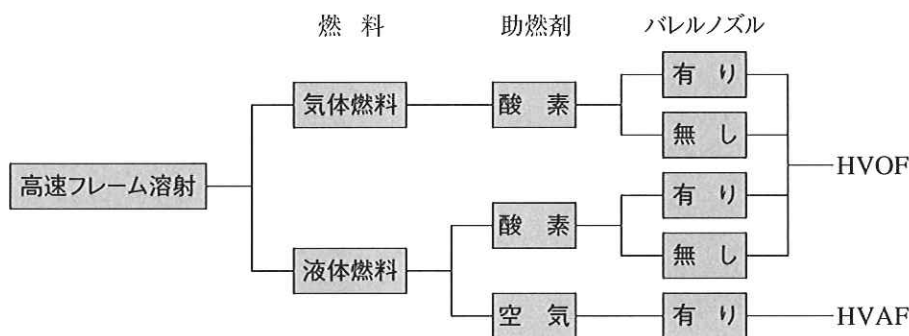 燃 料 助燃剤 バレルノズル
有 り
気体燃料 酸 素
無 し
HVOF
高速フレーム溶射
有 り
酸 素
無 し
液体燃料
空 気 有 り HVAF